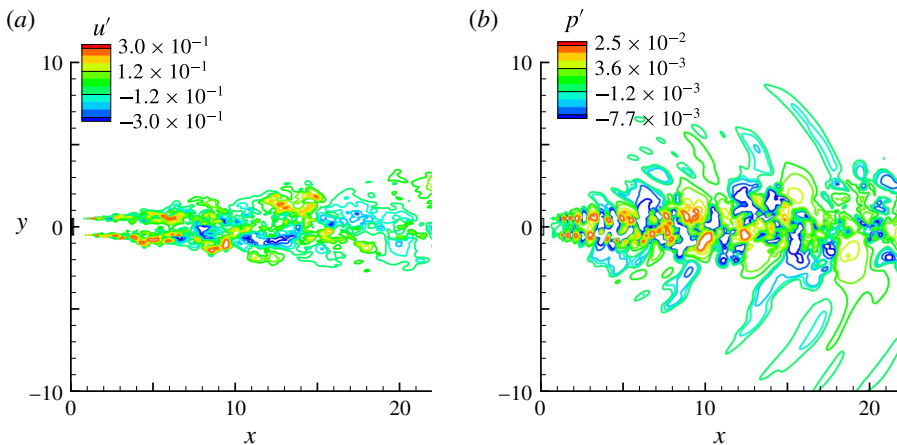 (a)
u′
3.0 × 10⁻¹
1.2 × 10⁻¹
−1.2 × 10⁻¹
−3.0 × 10⁻¹
10
y
0
−10
0
10
20
x
(b)
p′
2.5 × 10⁻²
3.6 × 10⁻³
−1.2 × 10⁻³
−7.7 × 10⁻³
10
0
−10
0
10
20
x